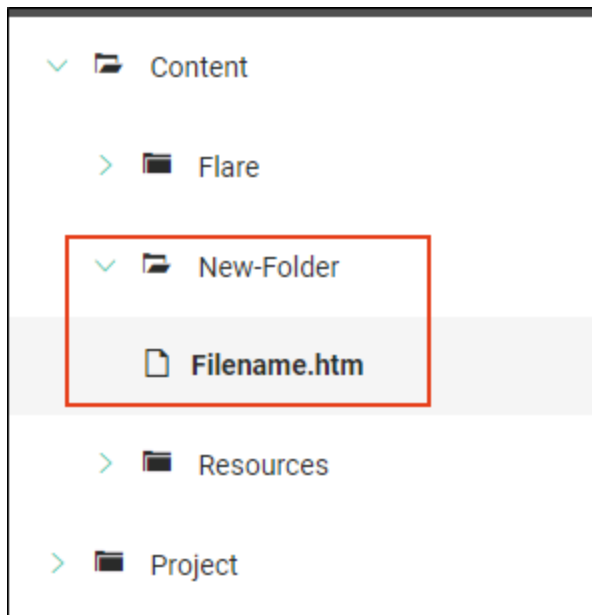 Content
Flare
New-Folder
Filename.htm
Resources
Project